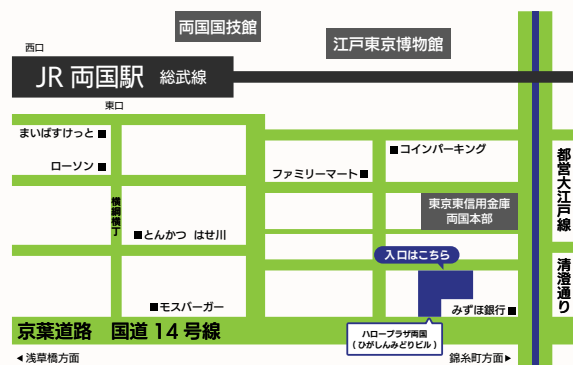 両国国技館
江戸東京博物館
西口
JR 両国駅 総武線
東口
まいばすけっと ■
■ コインパーキング
ローソン ■
ファミリーマート ■
都営大江戸線
横綱横丁
東京東信用金庫
両国本部
■ とんかつ はせ川
入口はこちら
清澄通り
■ モスバーガー
みずほ銀行 ■
京葉道路 国道14号線
ハロープラザ両国
(ひがしんみどりビル)
◀ 浅草橋方面
錦糸町方面 ▶